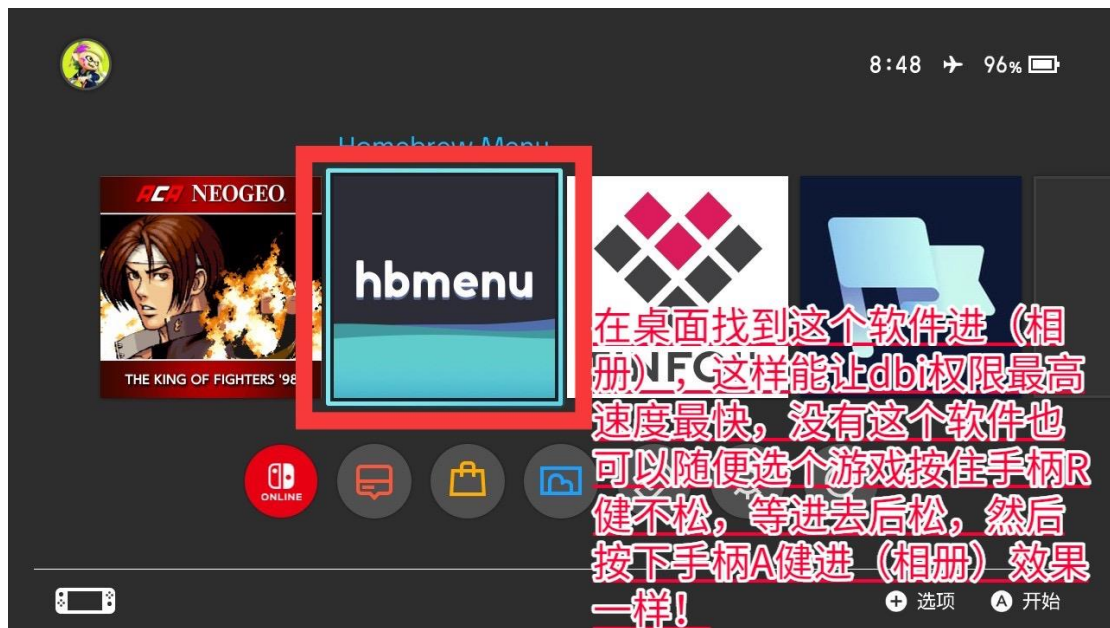 8:48 96%
Homebrew Menu
ACA NEOGEO
hbmenu
THE KING OF FIGHTERS '98
在桌面找到这个软件进（相
册），这样能让dbi权限最高
速度最快，没有这个软件也
可以随便选个游戏按住手柄R
健不松，等进去后松，然后
按下手柄A健进（相册）效果
一样！
ONLINE
选项 A 开始